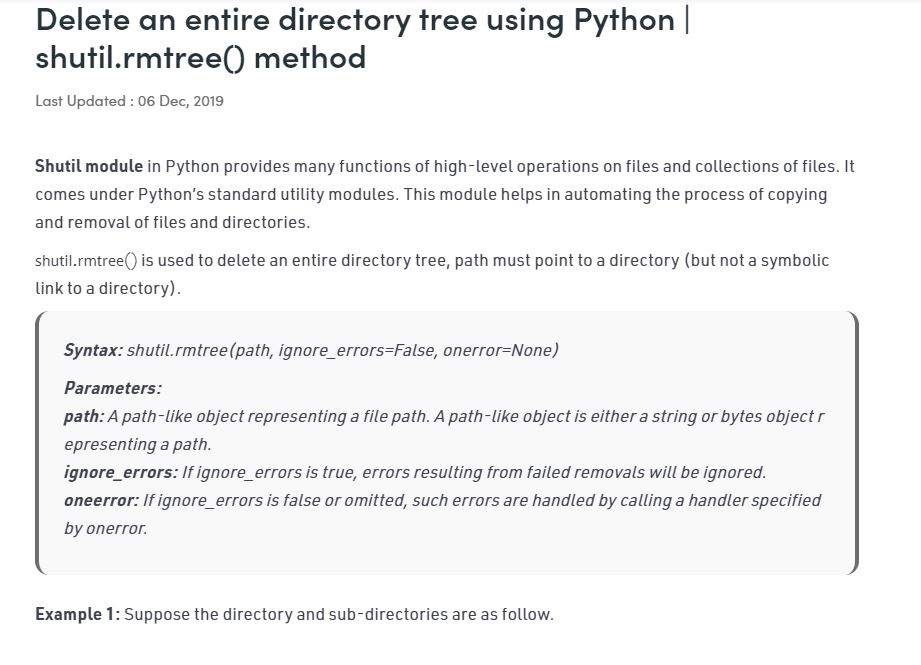 Delete an entire directory tree using Python |
shutil.rmtree() method
Last Updated : 06 Dec, 2019
Shutil module in Python provides many functions of high-level operations on files and collections of files. It
comes under Python’s standard utility modules. This module helps in automating the process of copying
and removal of files and directories.
shutil.rmtree() is used to delete an entire directory tree, path must point to a directory (but not a symbolic
link to a directory).
Syntax: shutil.rmtree(path, ignore_errors=False, onerror=None)
Parameters:
path: A path-like object representing a file path. A path-like object is either a string or bytes object r
epresenting a path.
ignore_errors: If ignore_errors is true, errors resulting from failed removals will be ignored.
oneerror: If ignore_errors is false or omitted, such errors are handled by calling a handler specified
by onerror.
Example 1: Suppose the directory and sub-directories are as follow.